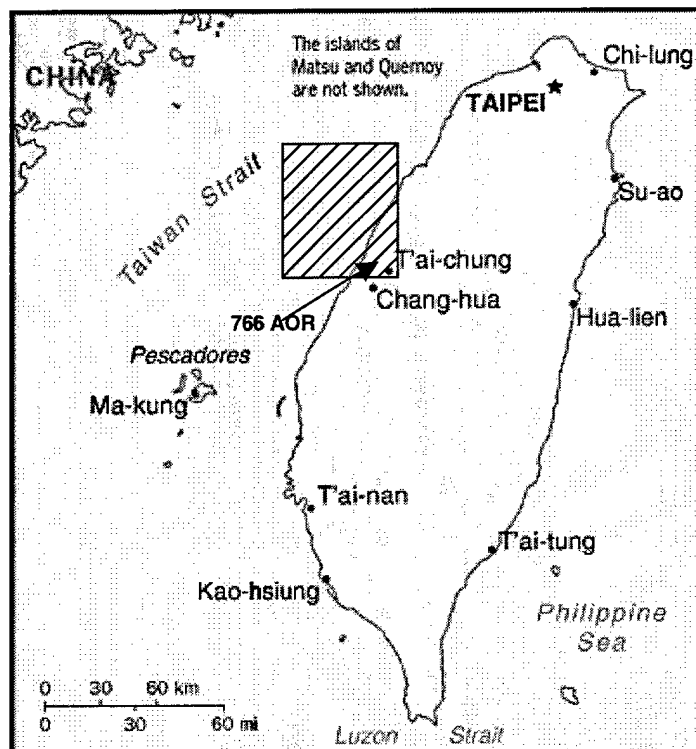 The islands of
Matsu and Quemoy
are not shown.
CHINA
Chi-lung
TAIPEI
Taiwan Strait
Su-ao
T'ai-chung
Chang-hua
766 AOR
Hua-lien
Pescadores
Ma-kung
T'ai-nan
T'ai-tung
Kao-hsiung
Philippine
Sea
0 30 60 km
0 30 60 mi
Luzon Strait